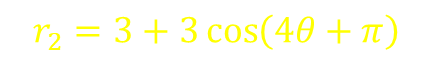 r₂ = 3 + 3 cos(4θ + π)